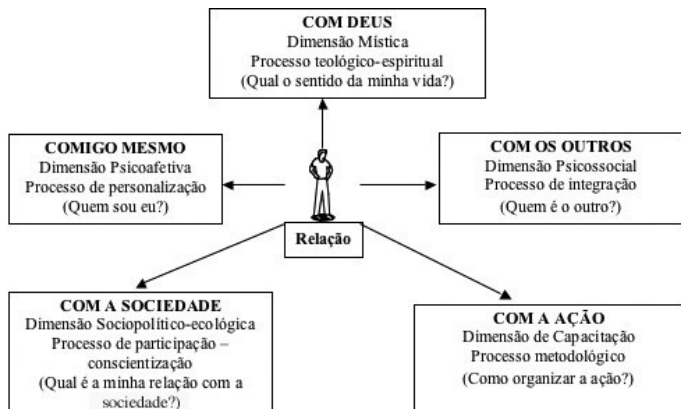 COM DEUS
Dimensão Mística
Processo teológico-espiritual
(Qual o sentido da minha vida?)
COMIGO MESMO
Dimensão Psicoafetiva
Processo de personalização
(Quem sou eu?)
COM OS OUTROS
Dimensão Psicossocial
Processo de integração
(Quem é o outro?)
Relação
COM A SOCIEDADE
Dimensão Sociopolítico-ecológica
Processo de participação –
conscientização
(Qual é a minha relação com a
sociedade?)
COM A AÇÃO
Dimensão de Capacitação
Processo metodológico
(Como organizar a ação?)